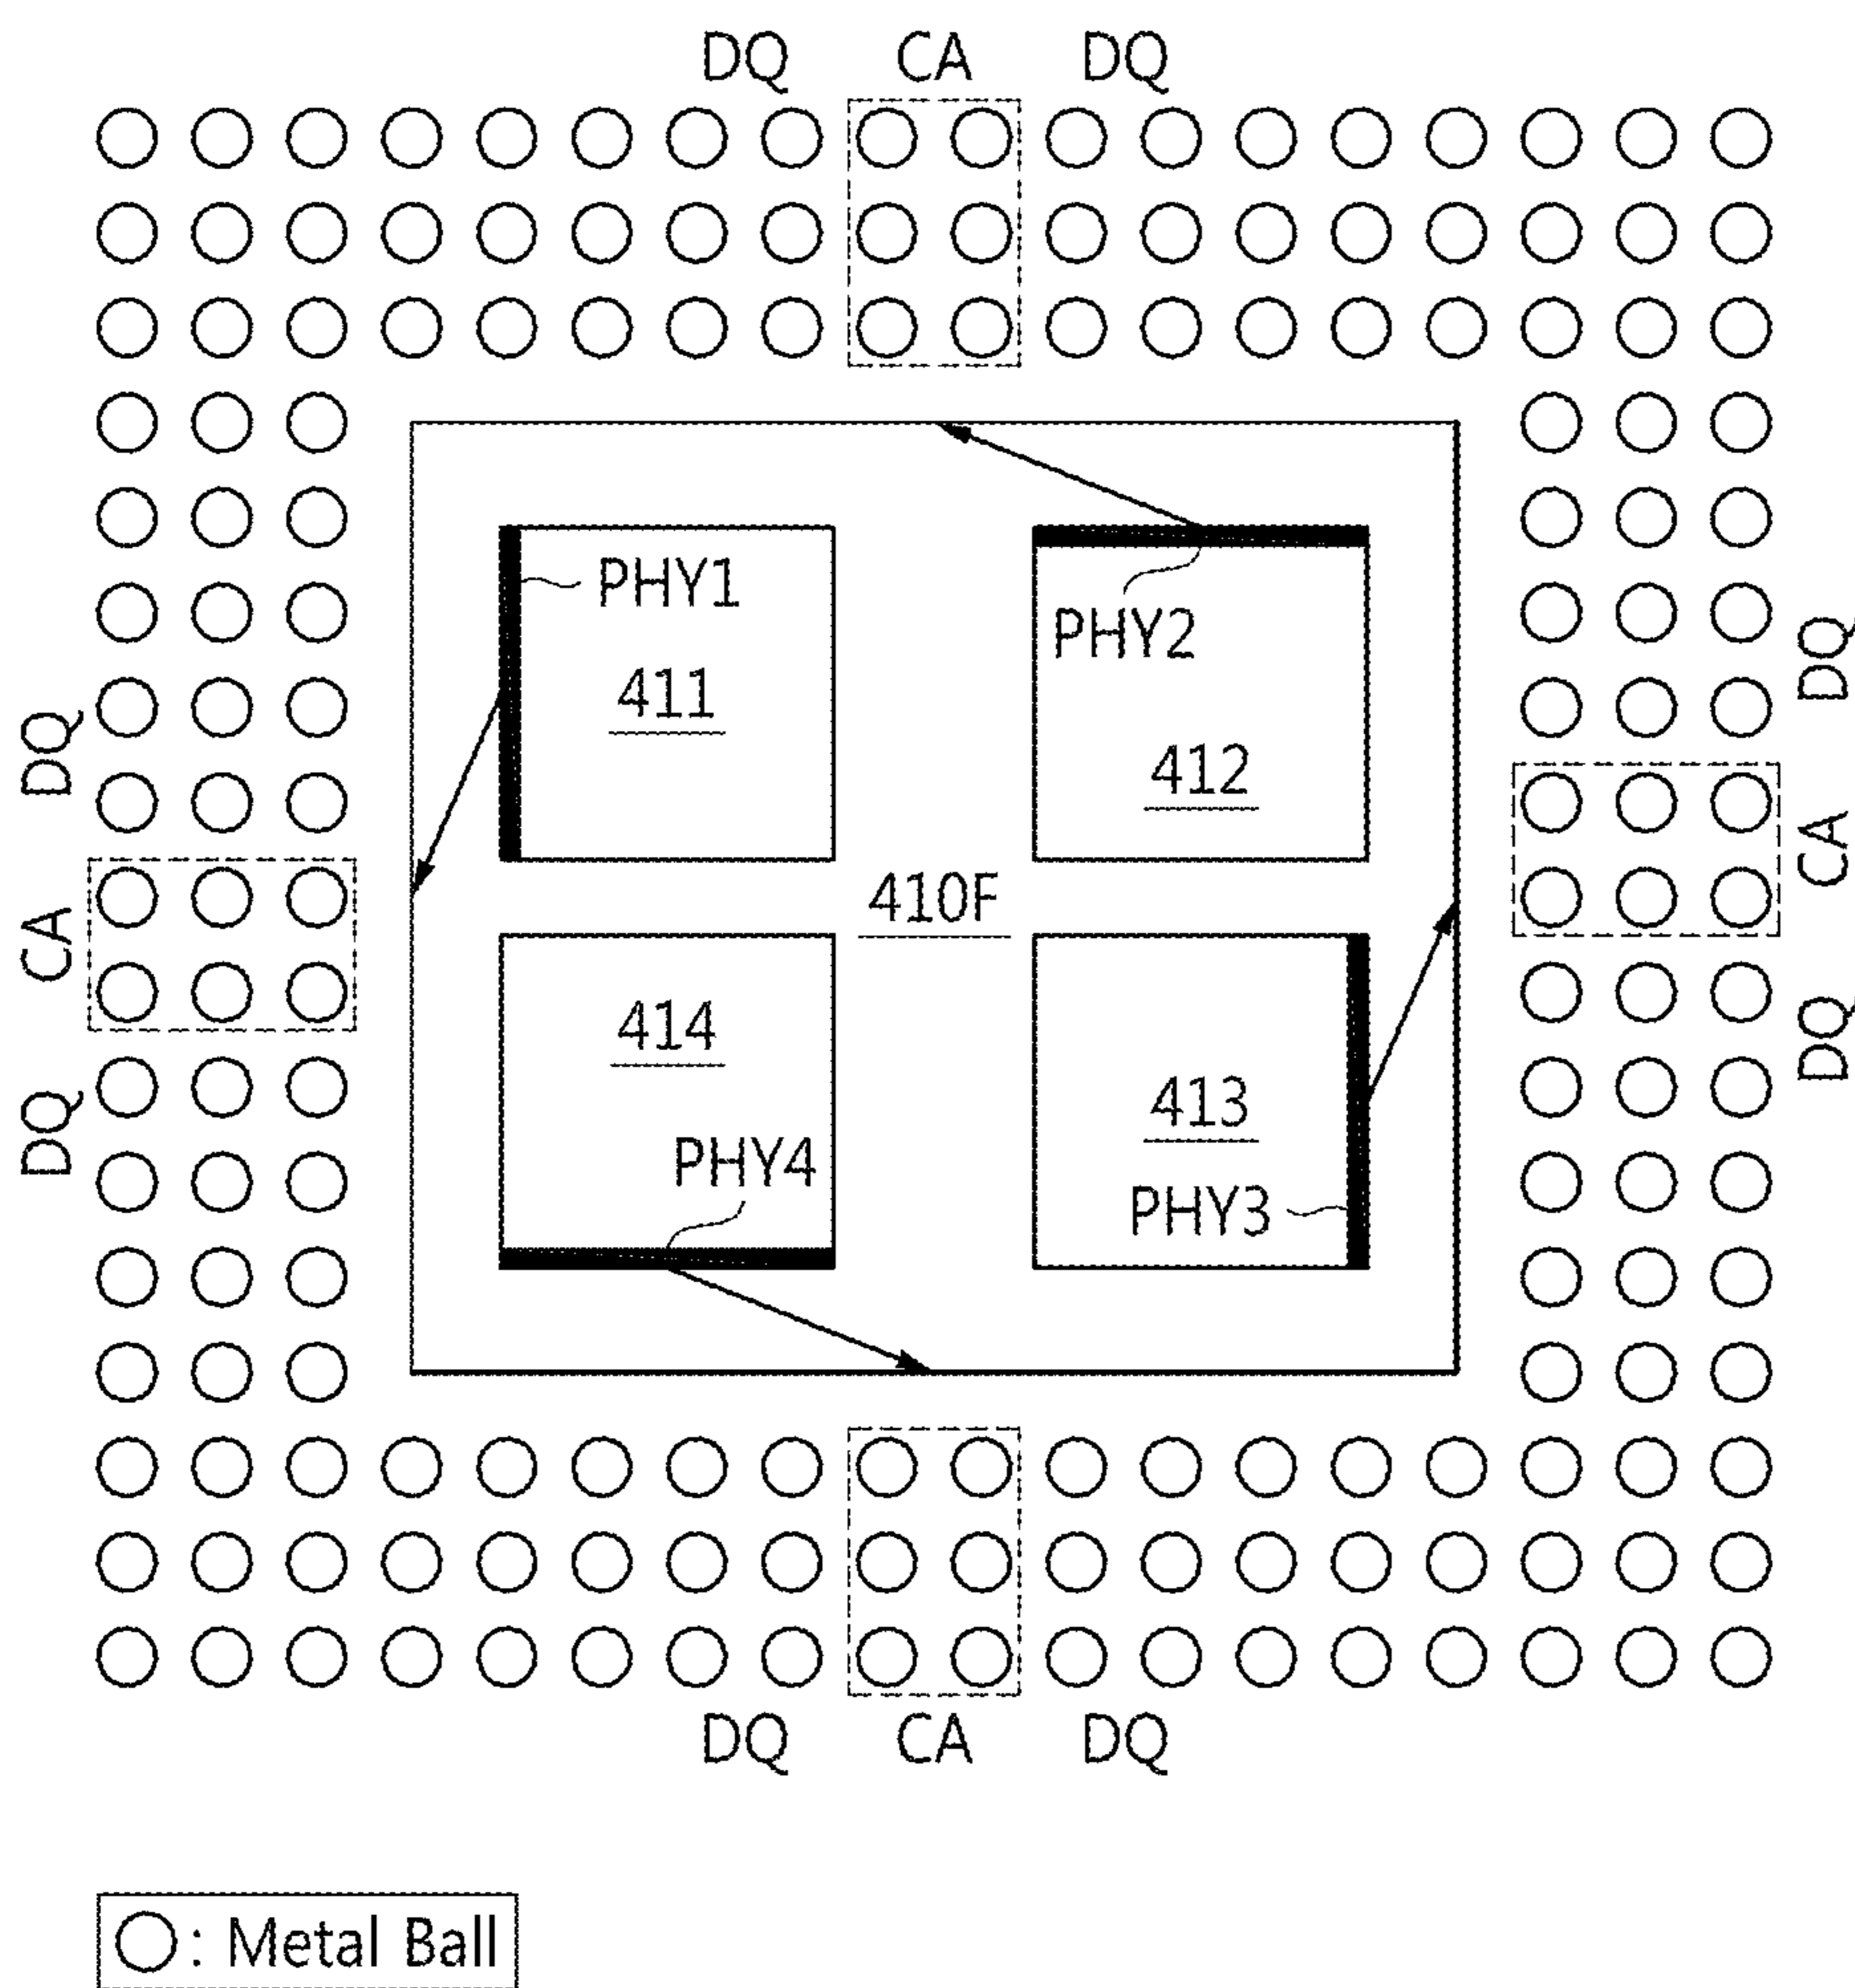 DQ CA DQ
PHY1
PHY2
411
412
DQ
DQ
CA
CA
410F
DQ
DQ
414
413
PHY4
PHY3
DQ CA DQ
: Metal Ball